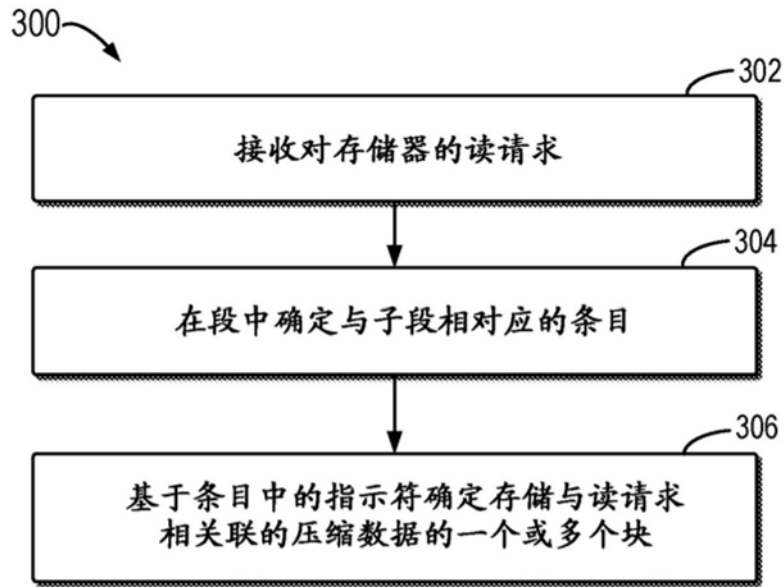 300
302
接收对存储器的读请求
304
在段中确定与子段相对应的条目
306
基于条目中的指示符确定存储与读请求
相关联的压缩数据的一个或多个块